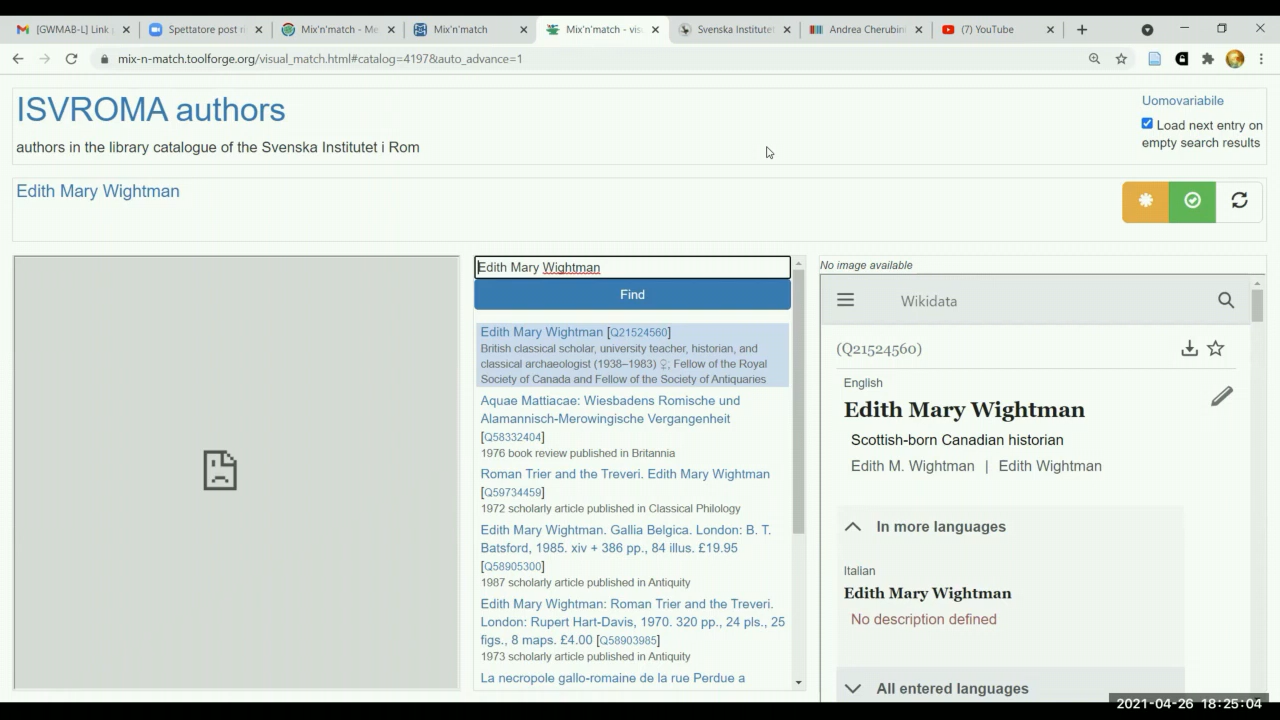 [GWMAB-L] Link
Spettatore post
Mix'n'match - Me
Mix'n'match
Mix'n'match - vis
Svenska Institutet
Andrea Cherubini
(7) YouTube
mix-n-match.toolforge.org/visual_match.html#catalog=4197&auto_advance=1
ISVROMA authors
authors in the library catalogue of the Svenska Institutet i Rom
Uomovariabile
Load next entry on
empty search results
Edith Mary Wightman
Edith Mary Wightman
Find
Edith Mary Wightman [Q21524560]
British classical scholar, university teacher, historian, and
classical archaeologist (1938–1983) ♀; Fellow of the Royal
Society of Canada and Fellow of the Society of Antiquaries
Aquae Mattiacae: Wiesbadens Romische und
Alamannisch-Merowingische Vergangenheit
[Q58332404]
1976 book review published in Britannia
Roman Trier and the Treveri. Edith Mary Wightman
[Q59734459]
1972 scholarly article published in Classical Philology
Edith Mary Wightman. Gallia Belgica. London: B. T.
Batsford, 1985. xiv + 386 pp., 84 illus. £19.95
[Q58905300]
1987 scholarly article published in Antiquity
Edith Mary Wightman: Roman Trier and the Treveri.
London: Rupert Hart-Davis, 1970. 320 pp., 24 pls., 25
figs., 8 maps. £4.00 [Q58903985]
1973 scholarly article published in Antiquity
La necropole gallo-romaine de la rue Perdue a
No image available
Wikidata
(Q21524560)
English
Edith Mary Wightman
Scottish-born Canadian historian
Edith M. Wightman | Edith Wightman
In more languages
Italian
Edith Mary Wightman
No description defined
All entered languages
2021-04-26 18:25:04